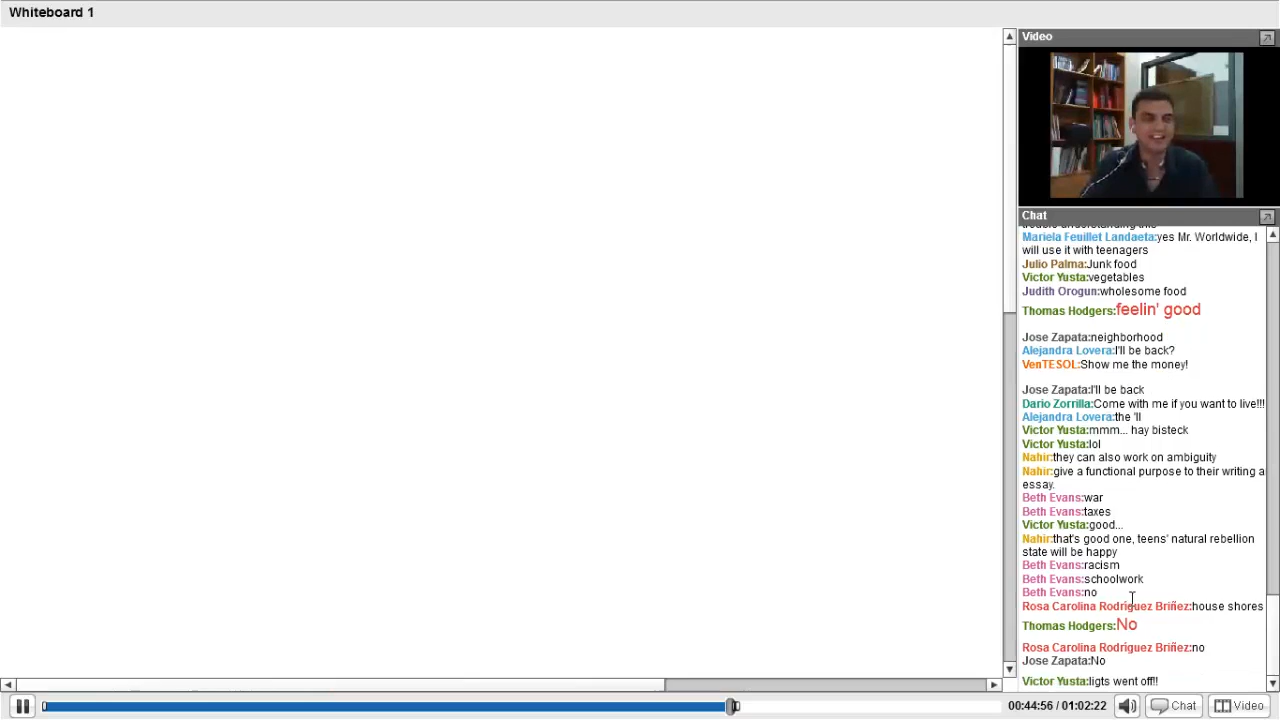 Whiteboard 1
Video
Chat
trouble understanding this
Mariela Feuillet Landaeta:yes Mr. Worldwide, I
will use it with teenagers
Julio Palma:Junk food
Victor Yusta:vegetables
Judith Orogun:wholesome food
Thomas Hodgers:feelin' good
Jose Zapata:neighborhood
Alejandra Lovera:I'll be back?
VenTESOL:Show me the money!
Jose Zapata:I'll be back
Dario Zorrilla:Come with me if you want to live!!!
Alejandra Lovera:the 'll
Victor Yusta:mmm... hay bisteck
Victor Yusta:lol
Nahir:they can also work on ambiguity
Nahir:give a functional purpose to their writing a
essay.
Beth Evans:war
Beth Evans:taxes
Victor Yusta:good...
Nahir:that's good one, teens' natural rebellion
state will be happy
Beth Evans:racism
Beth Evans:schoolwork
Beth Evans:no
Rosa Carolina Rodríguez Briñez:house shores
Thomas Hodgers:No
Rosa Carolina Rodríguez Briñez:no
Jose Zapata:No
Victor Yusta:ligts went off!!
00:44:56 / 01:02:22
Chat
Video